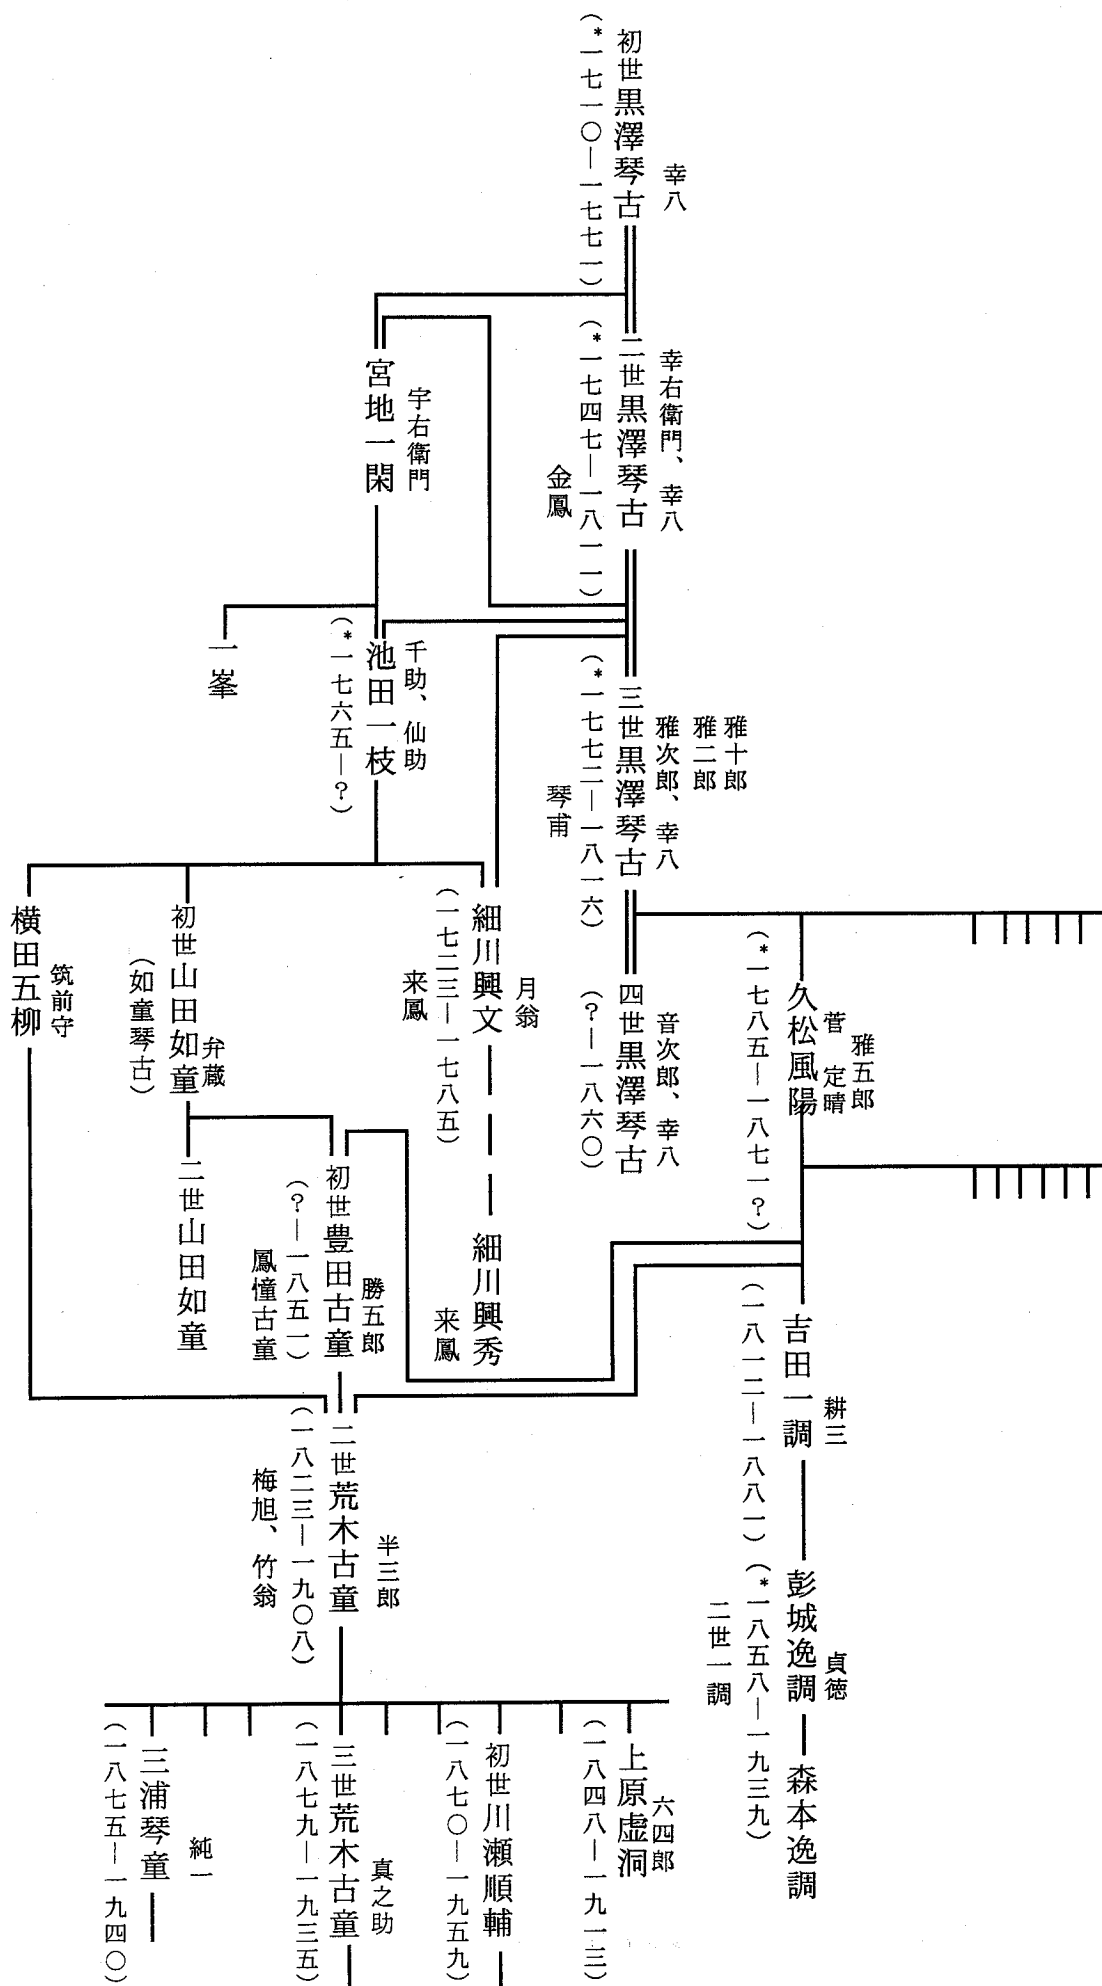 幸八
初世黒澤琴古
(*一七一〇―一七七一)
幸右衛門、幸八
二世黒澤琴古
(*一七四七―一八一一)
金鳳
宇右衛門
宮地一閑
雅十郎
雅二郎
雅次郎、幸八
三世黒澤琴古
(*一七七二―一八一六)
琴甫
千助、仙助
池田一枝
(*一七六五―?)
一峯
雅五郎
菅 定晴
久松風陽
(*一七八五―一八七一?)
音次郎、幸八
四世黒澤琴古
(?―一八六〇)
月翁
細川興文
(一七二三―一七八五)
来鳳
弁蔵
初世山田如童
(如童琴古)
筑前守
横田五柳
細川興秀
来鳳
勝五郎
初世豊田古童
(?―一八五一)
鳳憧古童
二世山田如童
耕三
吉田一調
(一八一二―一八八一)
半三郎
二世荒木古童
(一八二三―一九〇八)
梅旭、竹翁
貞徳
彭城逸調
(*一八五八―一九三九)
二世一調
森本逸調
六四郎
上原虚洞
(一八四八―一九一三)
初世川瀬順輔
(一八七〇―一九五九)
真之助
三世荒木古童
(一八七九―一九三五)
純一
三浦琴童
(一八七五―一九四〇)